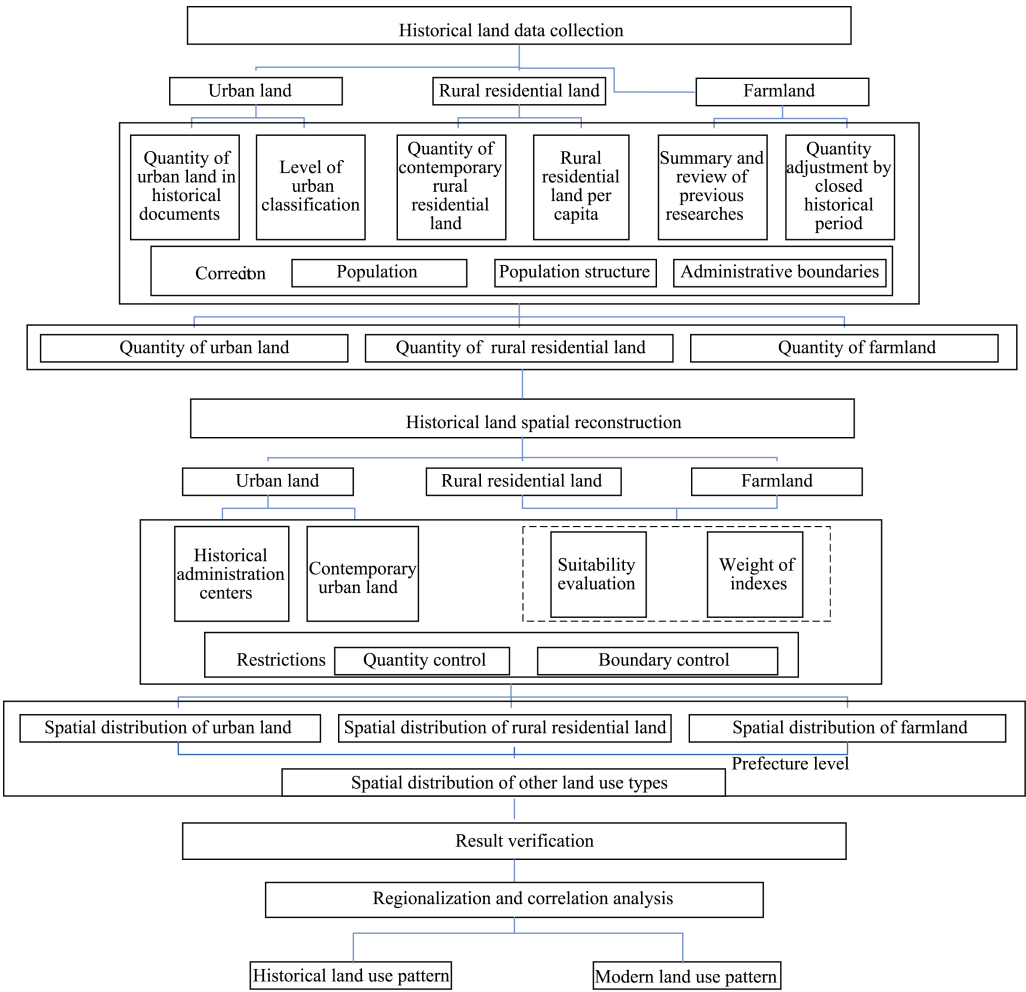 Historical land data collection
Urban land
Rural residential land
Farmland
Quantity of
urban land in
historical
documents
Level of
urban
classification
Quantity of
contemporary
rural
residential
land
Rural
residential
land per
capita
Summary and
review of
previous
researches
Quantity
adjustment by
closed
historical
period
Correction
Population
Population structure
Administrative boundaries
Quantity of urban land
Quantity of rural residential land
Quantity of farmland
Historical land spatial reconstruction
Urban land
Rural residential land
Farmland
Historical
administration
centers
Contemporary
urban land
Suitability
evaluation
Weight of
indexes
Restrictions
Quantity control
Boundary control
Spatial distribution of urban land
Spatial distribution of rural residential land
Spatial distribution of farmland
Prefecture level
Spatial distribution of other land use types
Result verification
Regionalization and correlation analysis
Historical land use pattern
Modern land use pattern